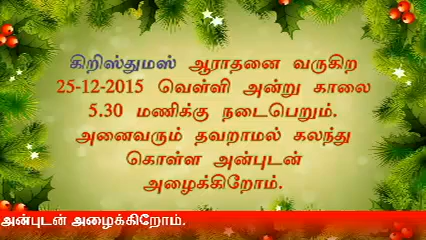 கிறிஸ்துமஸ் ஆராதனை வருகிற
25-12-2015 வெள்ளி அன்று காலை
5.30 மணிக்கு நடைபெறும்.
அனைவரும் தவறாமல் கலந்து
கொள்ள அன்புடன்
அழைக்கிறோம்.
அன்புடன் அழைக்கிறோம்.